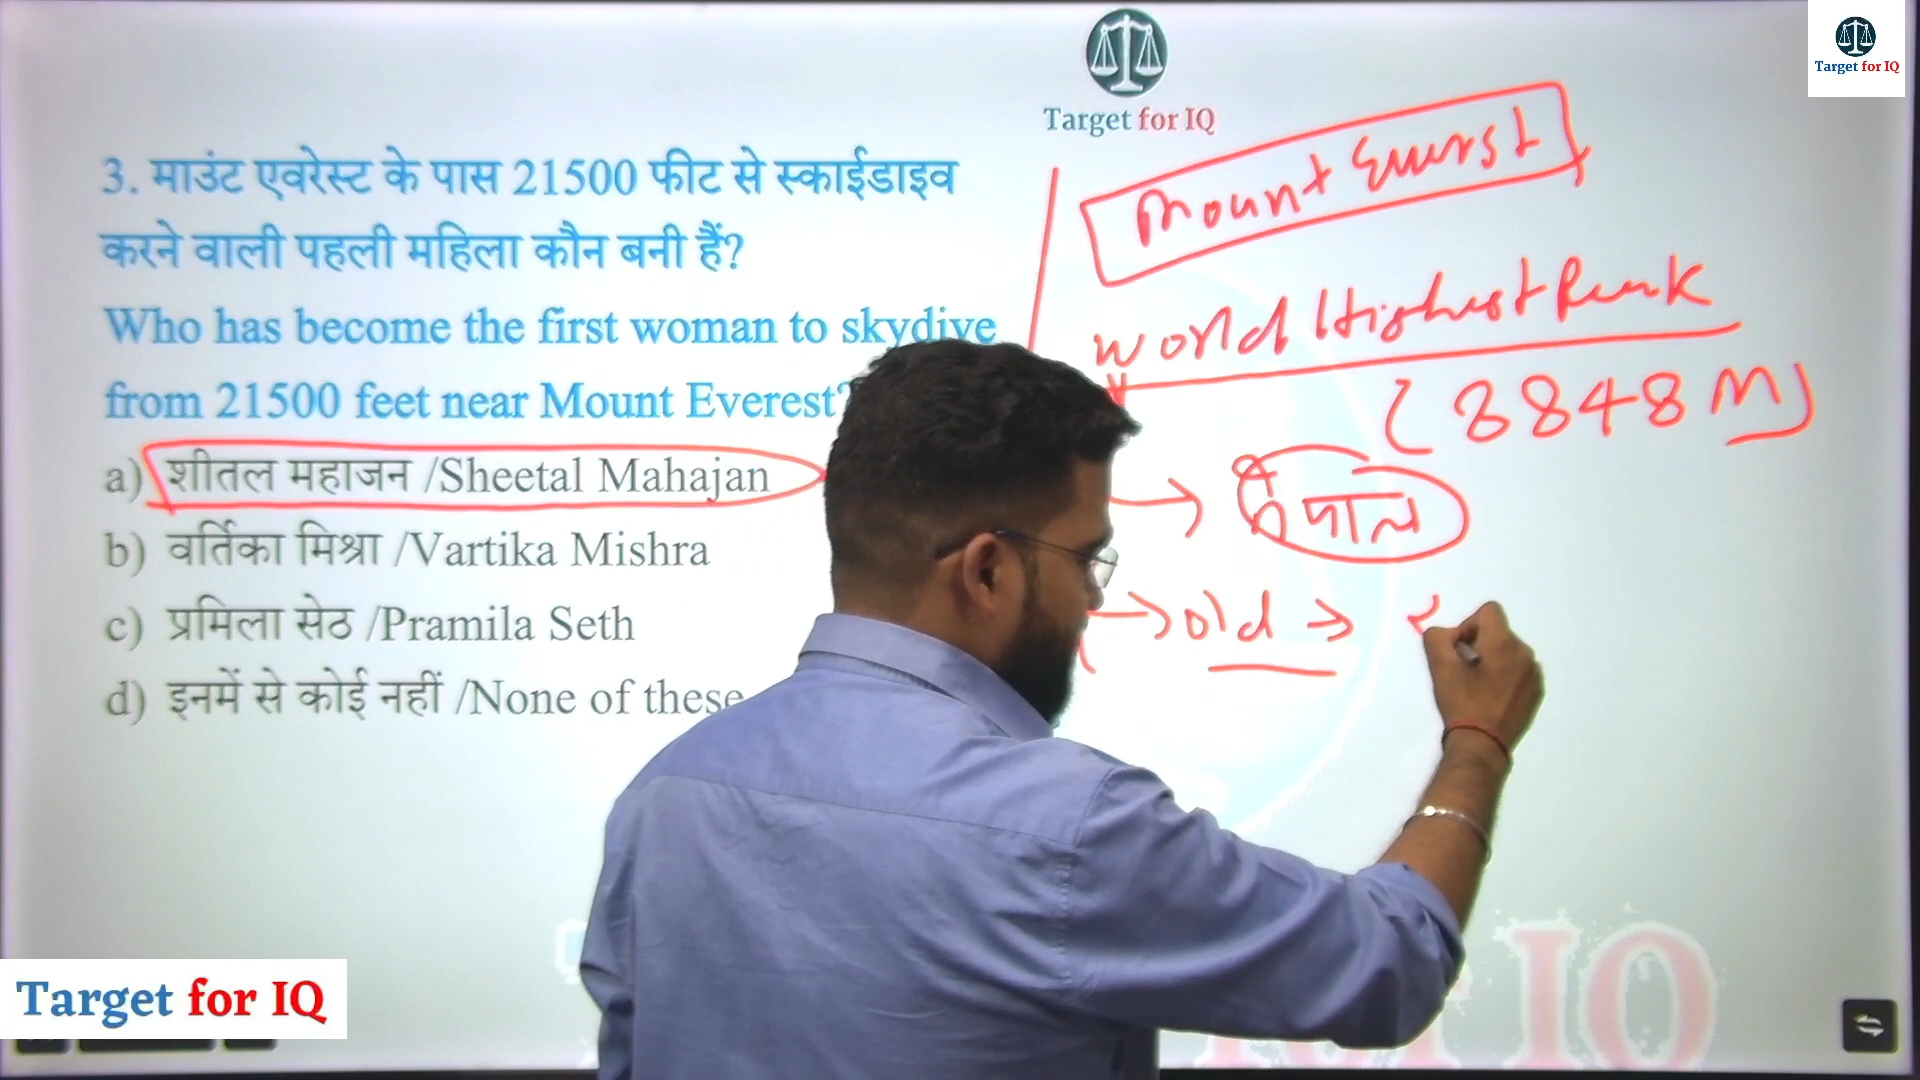 Target for IQ
Target for IQ
3. माउंट एवरेस्ट के पास 21500 फीट से स्काईडाइव
करने वाली पहली महिला कौन बनी हैं?
Who has become the first woman to skydive
from 21500 feet near Mount Everest?
a) शीतल महाजन /Sheetal Mahajan
b) वर्तिका मिश्रा /Vartika Mishra
c) प्रमिला सेठ /Pramila Seth
d) इनमें से कोई नहीं /None of these
Mount
World Highest
(8848 M)
नेपाल
old
Target for IQ
IQ